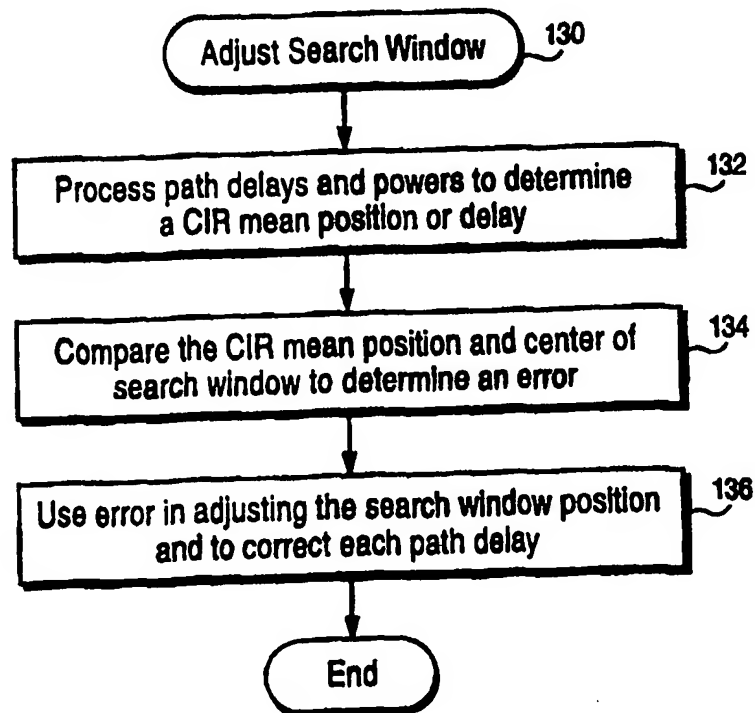 Adjust Search Window
130
Process path delays and powers to determine
a CIR mean position or delay
132
Compare the CIR mean position and center of
search window to determine an error
134
Use error in adjusting the search window position
and to correct each path delay
136
End